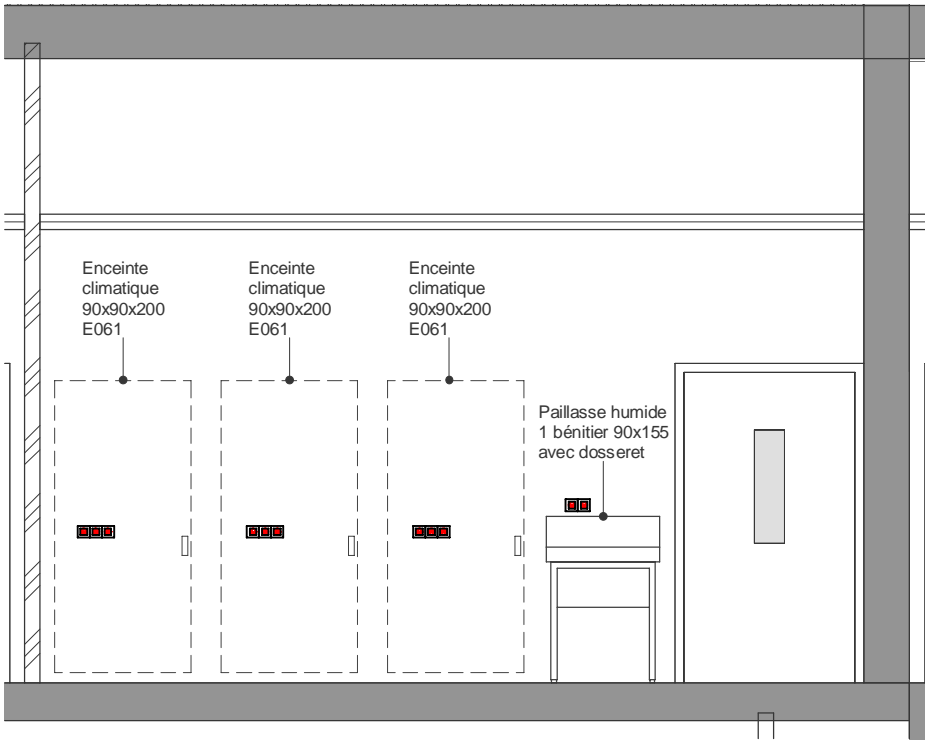 Enceinte
climatique
90x90x200
E061
Enceinte
climatique
90x90x200
E061
Enceinte
climatique
90x90x200
E061
Paillasse humide
1 bénitier 90x155
avec dosseret